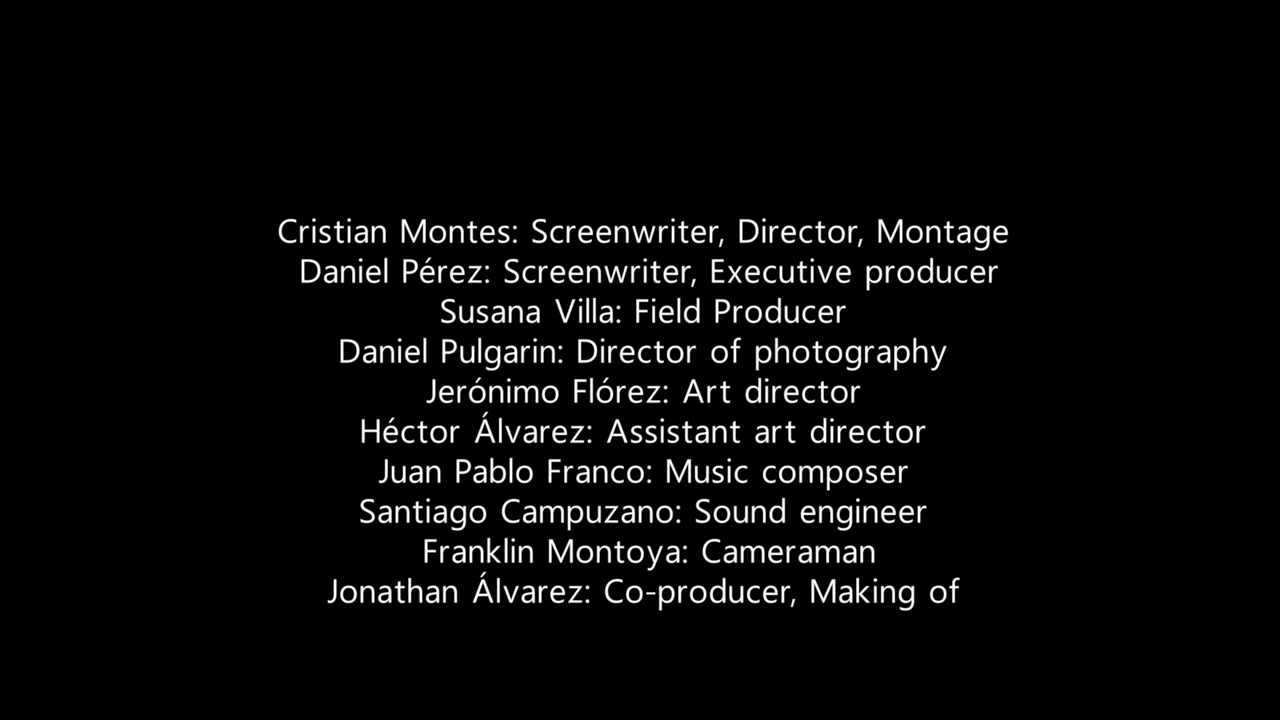 Cristian Montes: Screenwriter, Director, Montage
Daniel Pérez: Screenwriter, Executive producer
Susana Villa: Field Producer
Daniel Pulgarin: Director of photography
Jerónimo Flórez: Art director
Héctor Álvarez: Assistant art director
Juan Pablo Franco: Music composer
Santiago Campuzano: Sound engineer
Franklin Montoya: Cameraman
Jonathan Álvarez: Co-producer, Making of